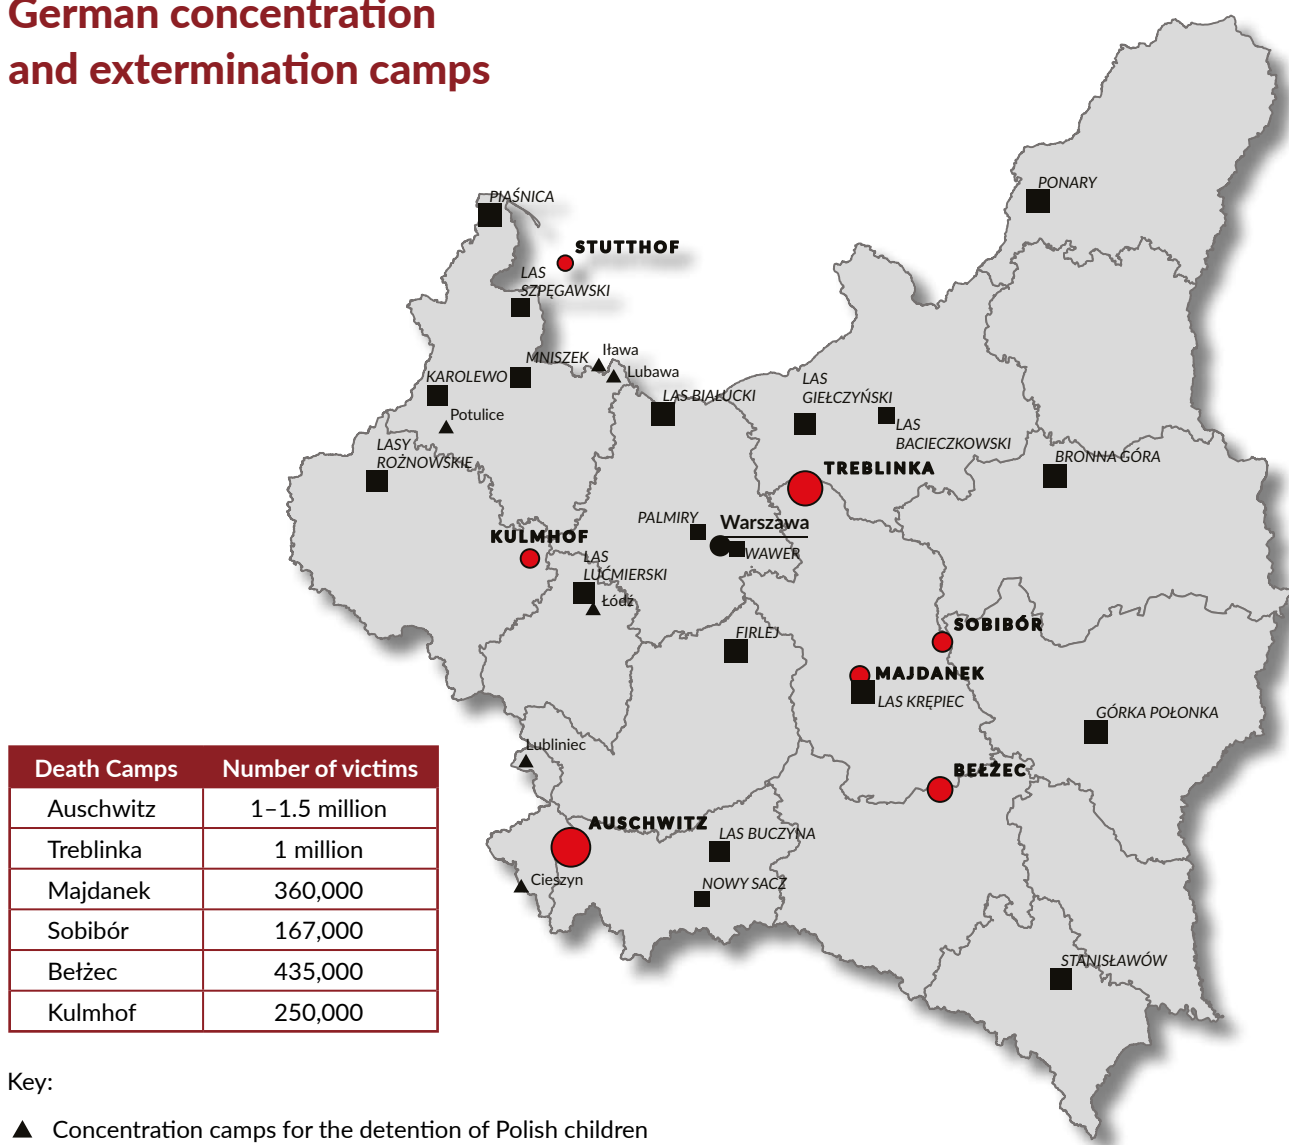 German concentration
and extermination camps
PIAŚNICA
PONARY
STUTTHOF
LAS
SZPĘGAWSKI
MNISZEK
Iława
Lubawa
KAROLEWO
LAS BIAŁUCKI
LAS
GIEŁCZYŃSKI
Potulice
LAS
BACIECZKOWSKI
LASY
ROŻNOWSKIE
BRONNA GÓRA
TREBLINKA
PALMIRY
Warszawa
KULMHOF
WAWER
LAS
LUĆMIERSKI
Łódź
FIRLEJ
SOBIBÓR
MAJDANEK
LAS KRĘPIEC
GÓRKA POŁONKA
Lubliniec
BEŁŻEC
AUSCHWITZ
LAS BUCZYNA
Cieszyn
NOWY SACZ
STANISŁAWÓW
Death Camps Number of victims
Auschwitz 1–1.5 million
Treblinka 1 million
Majdanek 360,000
Sobibór 167,000
Bełżec 435,000
Kulmhof 250,000
Key:
Concentration camps for the detention of Polish children